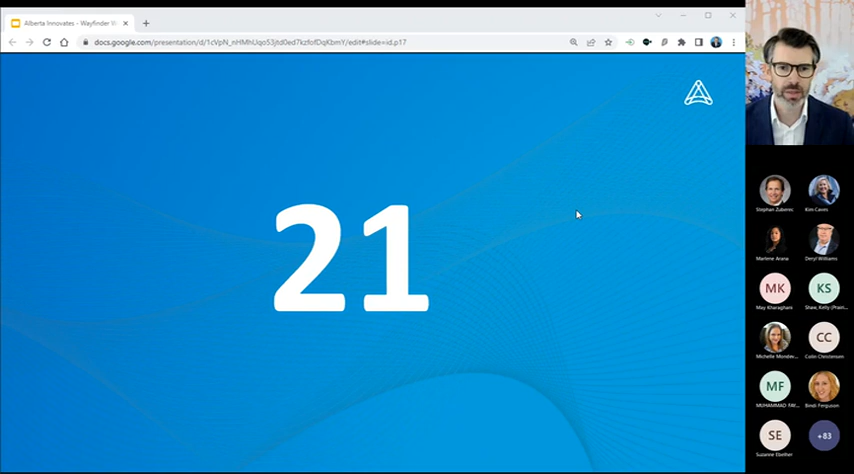 Alberta Innovates - Wayfinder W
docs.google.com/presentation/d/1cVpN_nHMhUqo53jtd0ed7kzfofDqKbmY/edit#slide=id.p17
21
Stephan Zuberec
Kim Caves
Marlene Arana
Deryl Williams
MK
KS
May Kharaghani
Shaw, Kelly (Prairi...
CC
Michelle Mondev...
Colin Christensen
MF
MUHAMMAD FAY...
Bindi Ferguson
SE
+83
Suzanne Ebelher